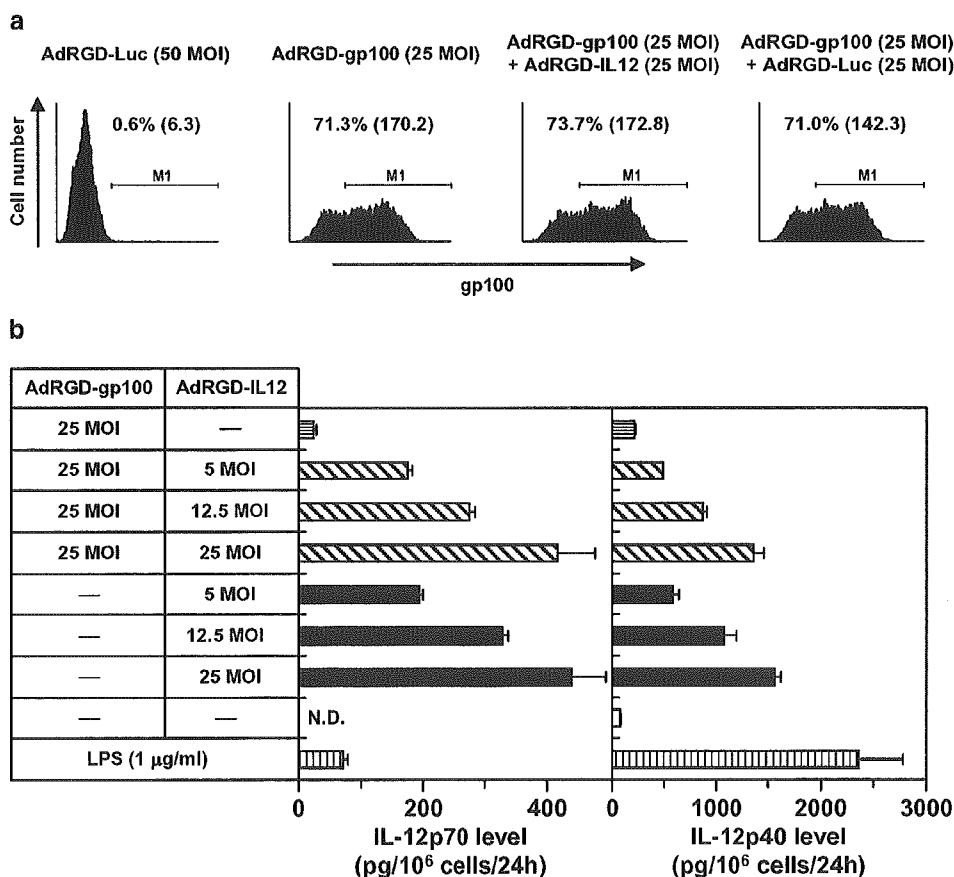 a
AdRGD-Luc (50 MOI)
AdRGD-gp100 (25 MOI)
AdRGD-gp100 (25 MOI)
+ AdRGD-IL12 (25 MOI)
AdRGD-gp100 (25 MOI)
+ AdRGD-Luc (25 MOI)
Cell number
0.6% (6.3)
M1
71.3% (170.2)
M1
73.7% (172.8)
M1
71.0% (142.3)
M1
gp100
b
AdRGD-gp100 AdRGD-IL12
25 MOI —
25 MOI 5 MOI
25 MOI 12.5 MOI
25 MOI 25 MOI
— 5 MOI
— 12.5 MOI
— 25 MOI
— — N.D.
LPS (1 μg/ml)
0 200 400
0 1000 2000 3000
IL-12p70 level
(pg/10⁶ cells/24h)
IL-12p40 level
(pg/10⁶ cells/24h)